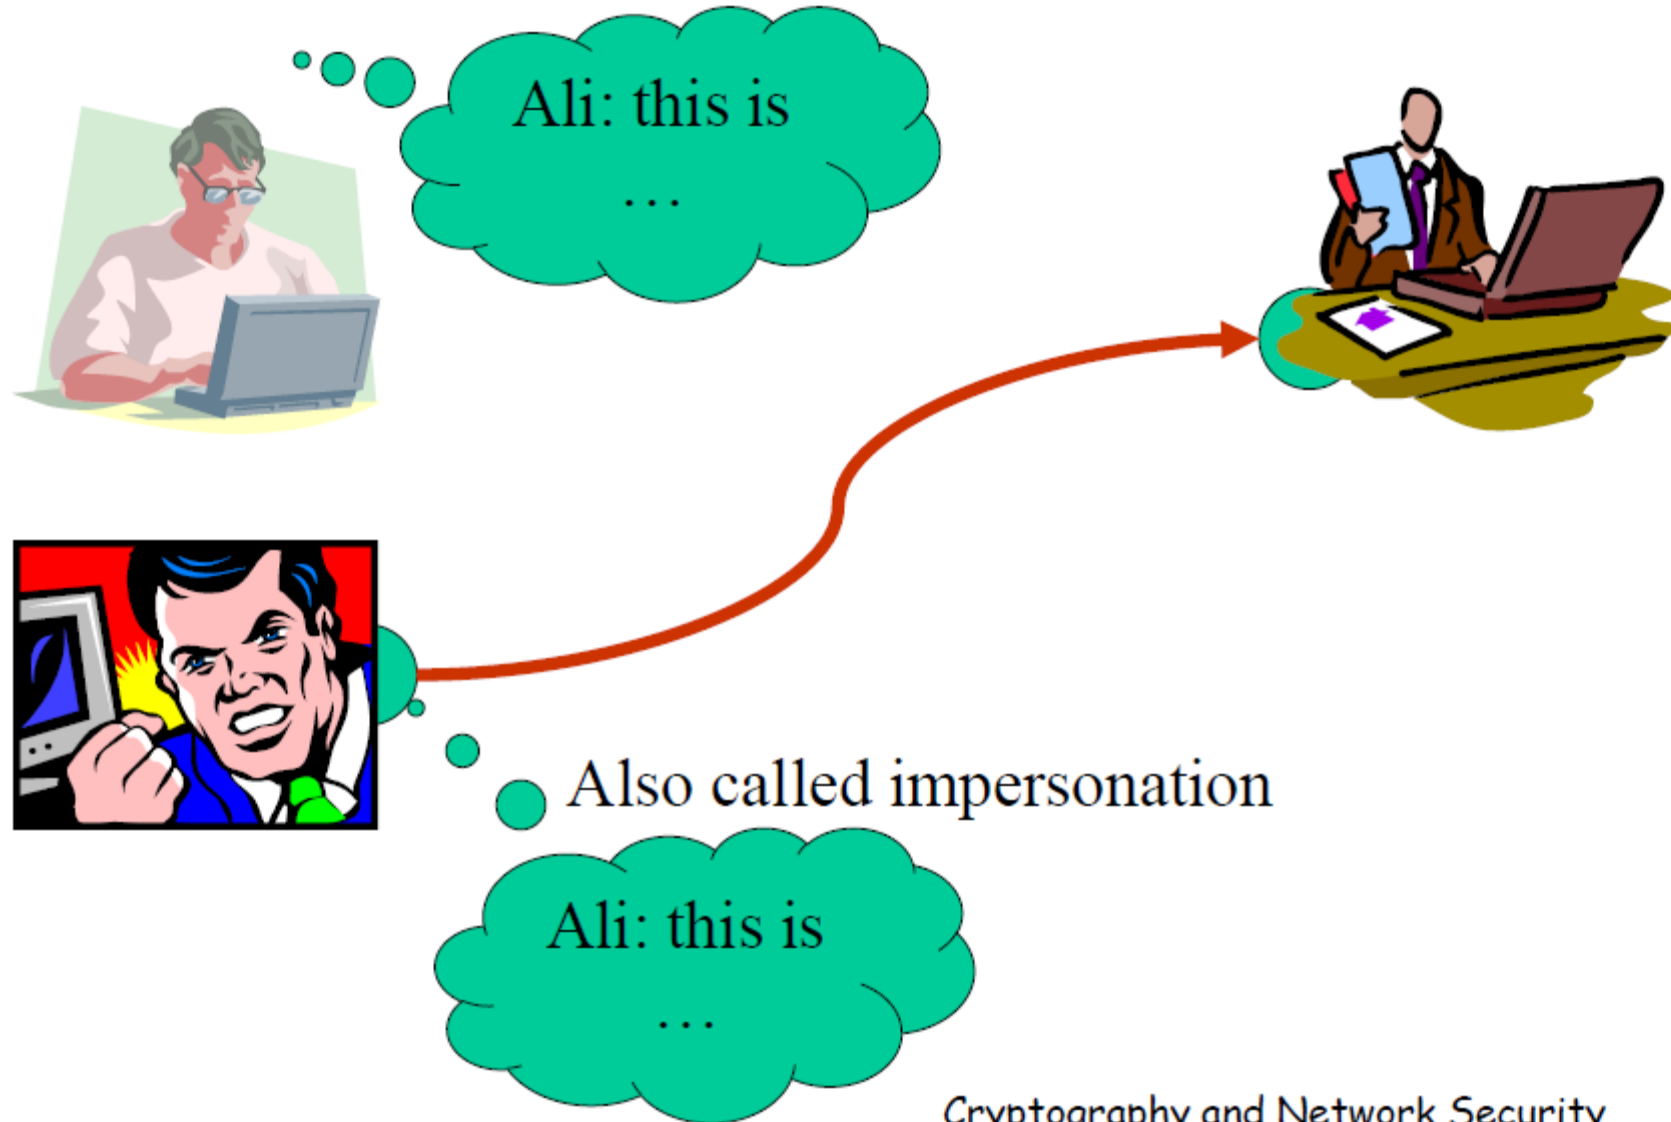 Ali: this is
...
Also called impersonation
Ali: this is
...
Cryptography and Network Security